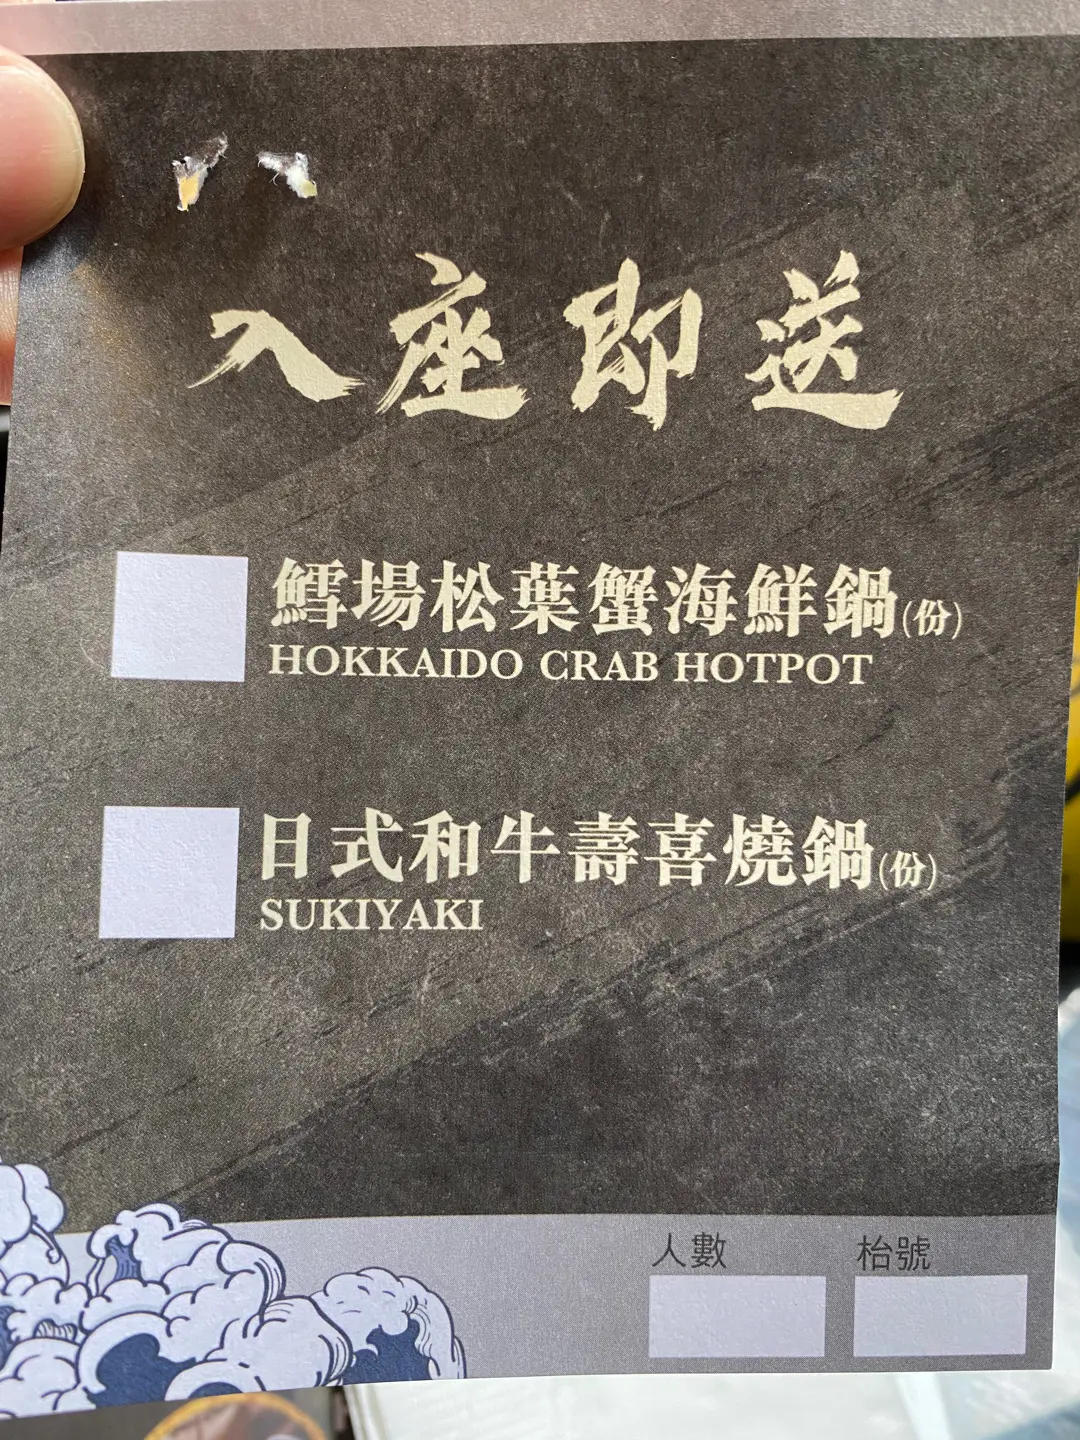 入座即送
鱈場松葉蟹海鮮鍋(份)
HOKKAIDO CRAB HOTPOT
日式和牛壽喜燒鍋(份)
SUKIYAKI
人數
枱號